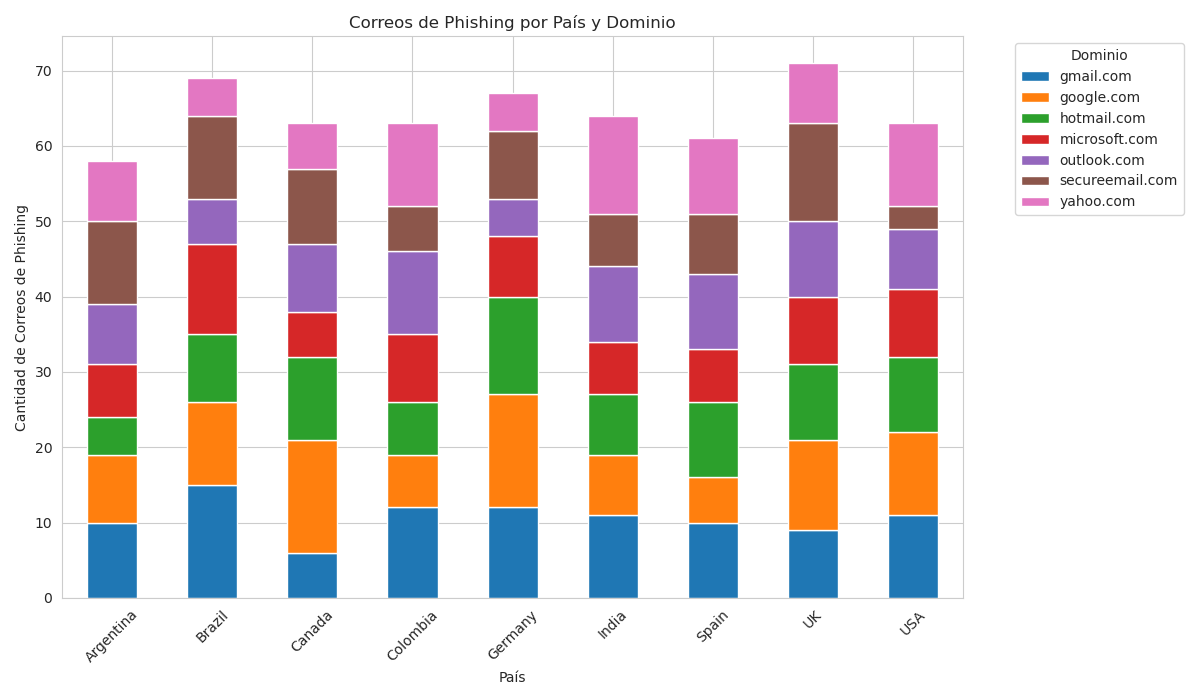 Correos de Phishing por País y Dominio
Cantidad de Correos de Phishing
70
60
50
40
30
20
10
0
Argentina
Brazil
Canada
Colombia
Germany
India
Spain
UK
USA
País
Dominio
gmail.com
google.com
hotmail.com
microsoft.com
outlook.com
secureemail.com
yahoo.com